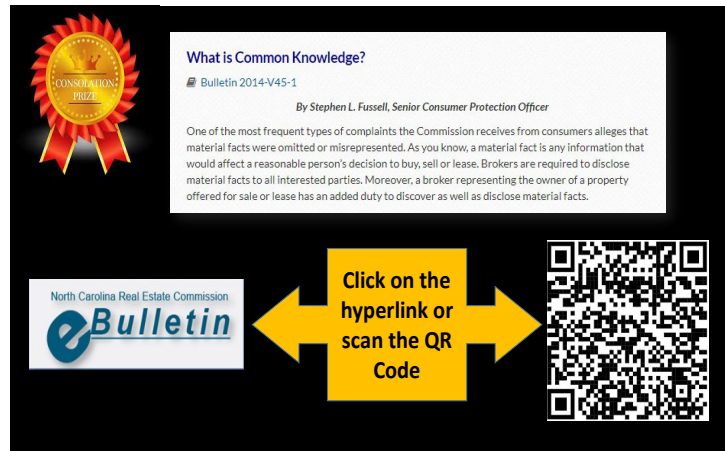 CONSOLATION
PRIZE
What is Common Knowledge?
Bulletin 2014-V45-1
By Stephen L. Fussell, Senior Consumer Protection Officer
One of the most frequent types of complaints the Commission receives from consumers alleges that
material facts were omitted or misrepresented. As you know, a material fact is any information that
would affect a reasonable person's decision to buy, sell or lease. Brokers are required to disclose
material facts to all interested parties. Moreover, a broker representing the owner of a property
offered for sale or lease has an added duty to discover as well as disclose material facts.
North Carolina Real Estate Commission
eBulletin
Click on the
hyperlink or
scan the QR
Code